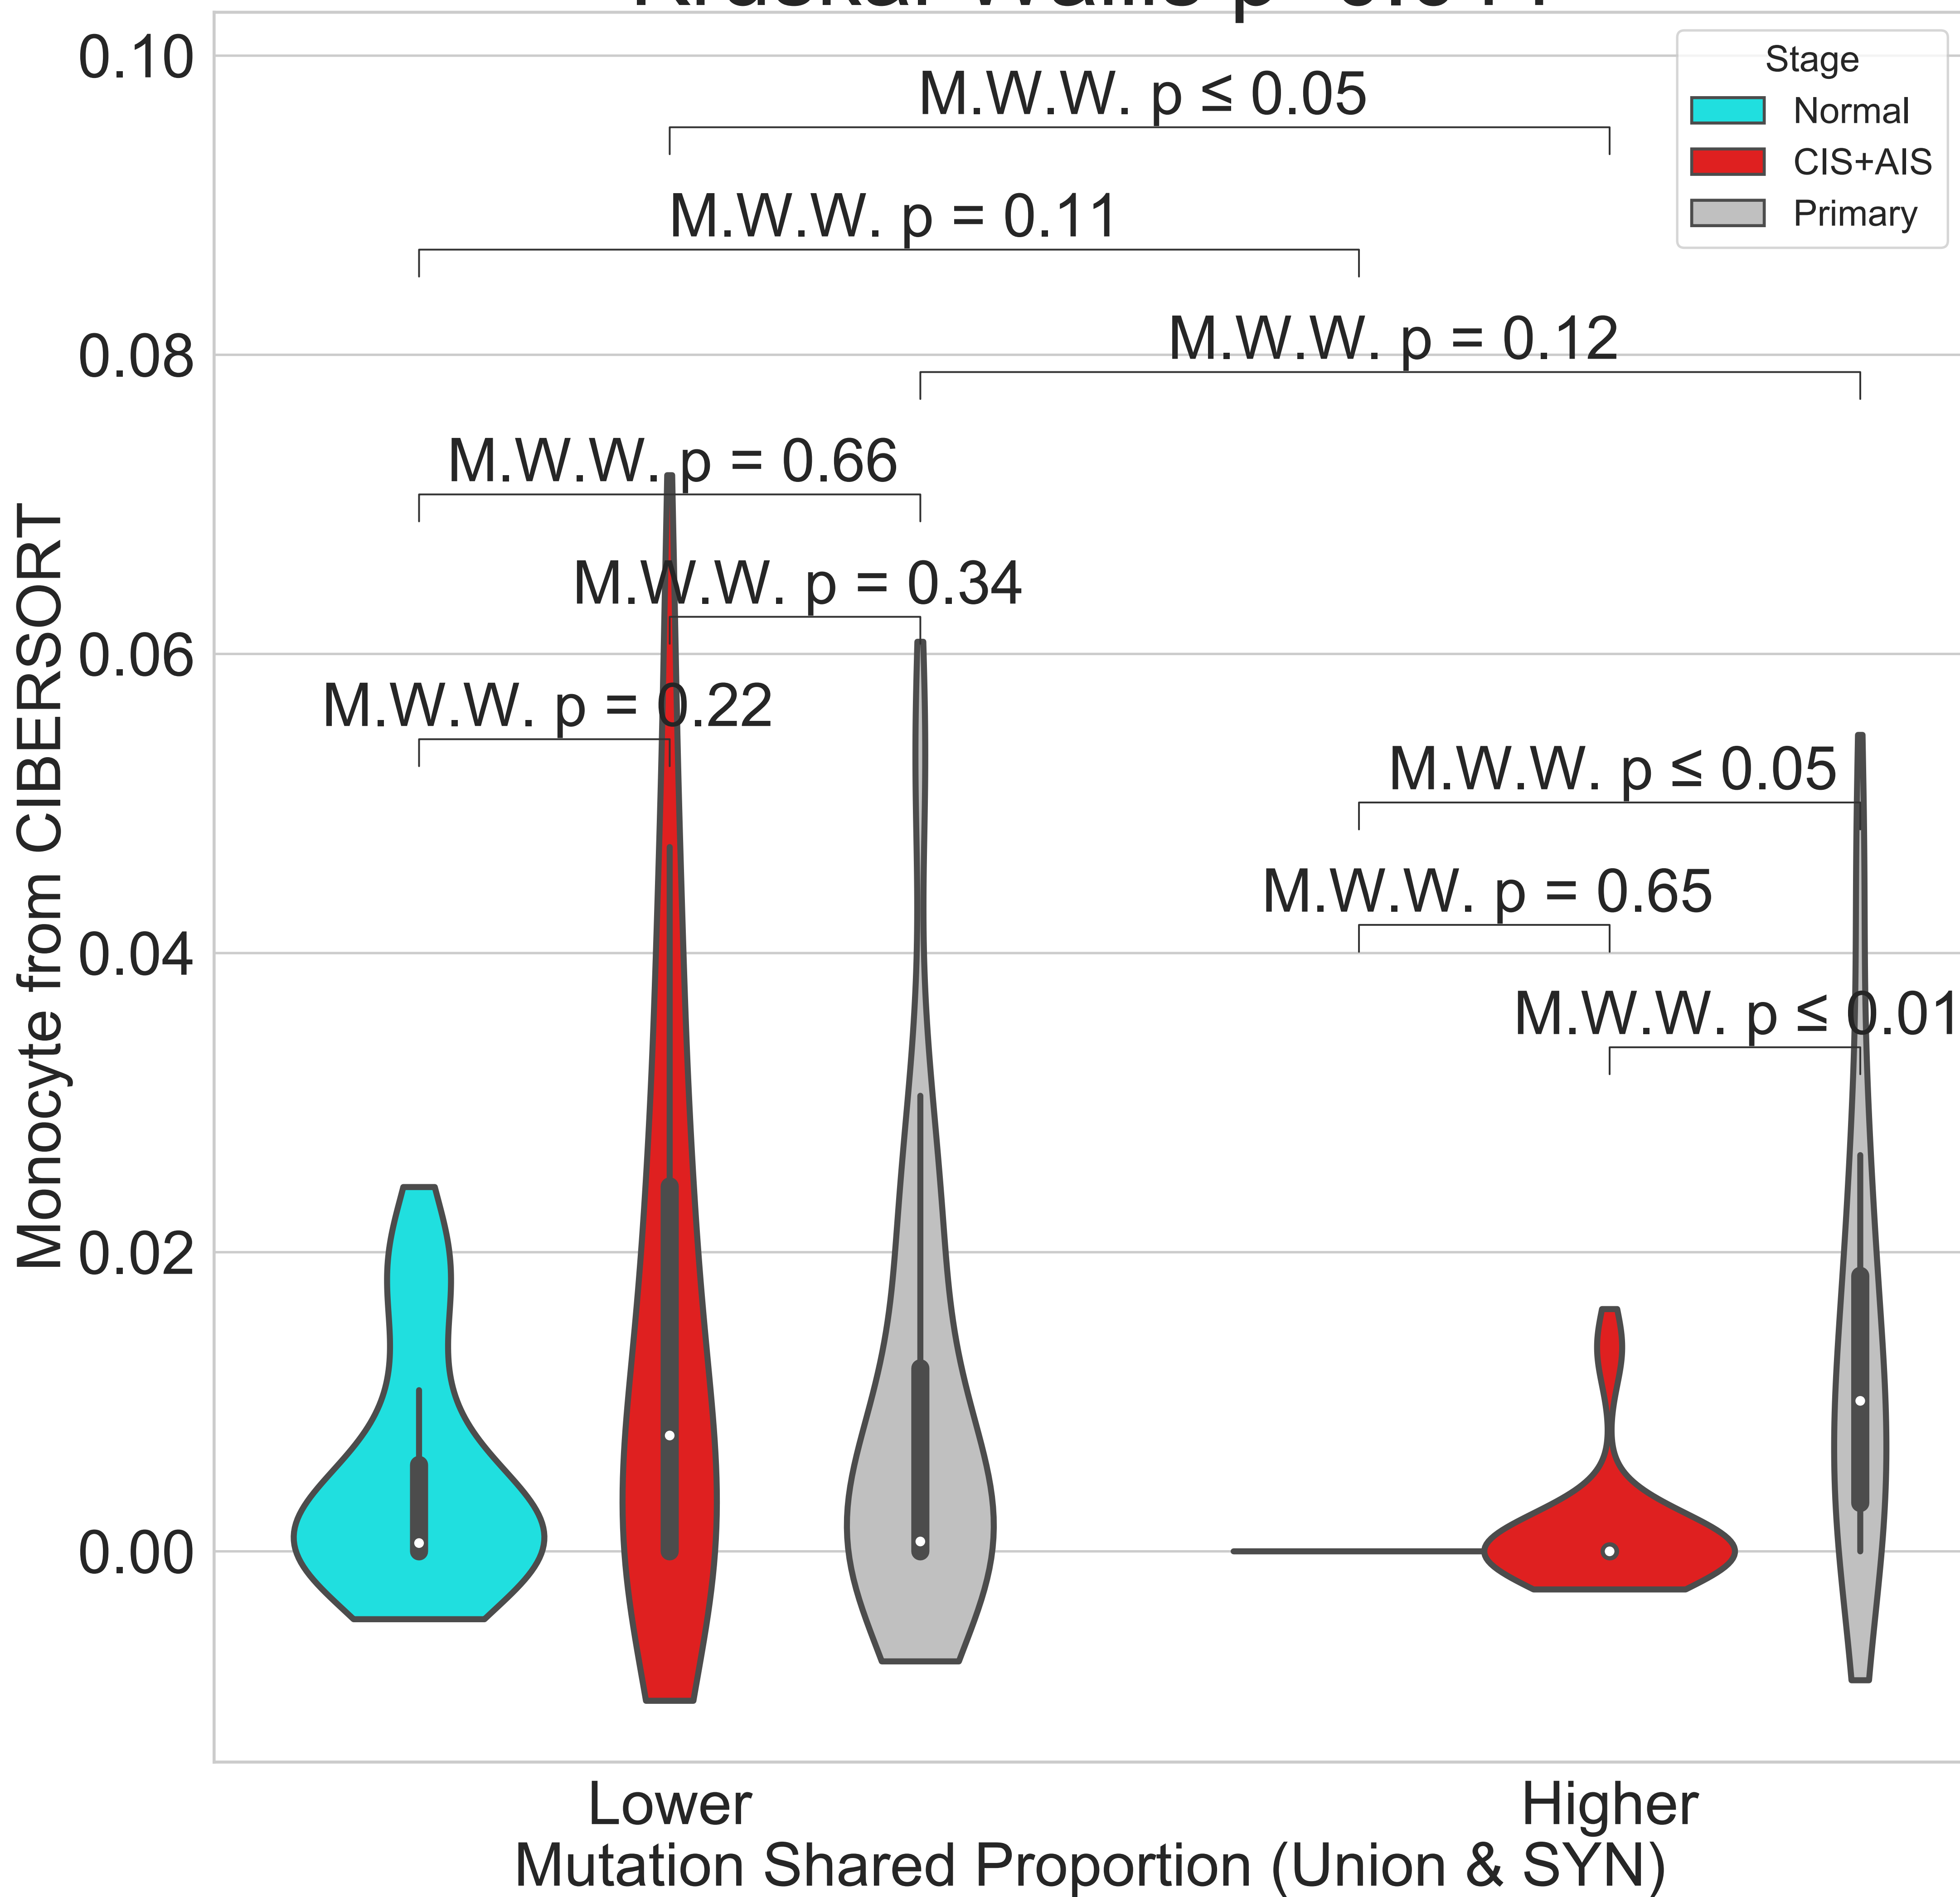 0.10
0.08
0.06
0.04
0.02
0.00
Monocyte from CIBERSORT
Stage
Normal
CIS+AIS
Primary
M.W.W. p ≤ 0.05
M.W.W. p = 0.11
M.W.W. p = 0.12
M.W.W. p = 0.66
M.W.W. p = 0.34
M.W.W. p = 0.22
M.W.W. p ≤ 0.05
M.W.W. p = 0.65
M.W.W. p ≤ 0.01
Lower
Higher
Mutation Shared Proportion (Union & SYN)